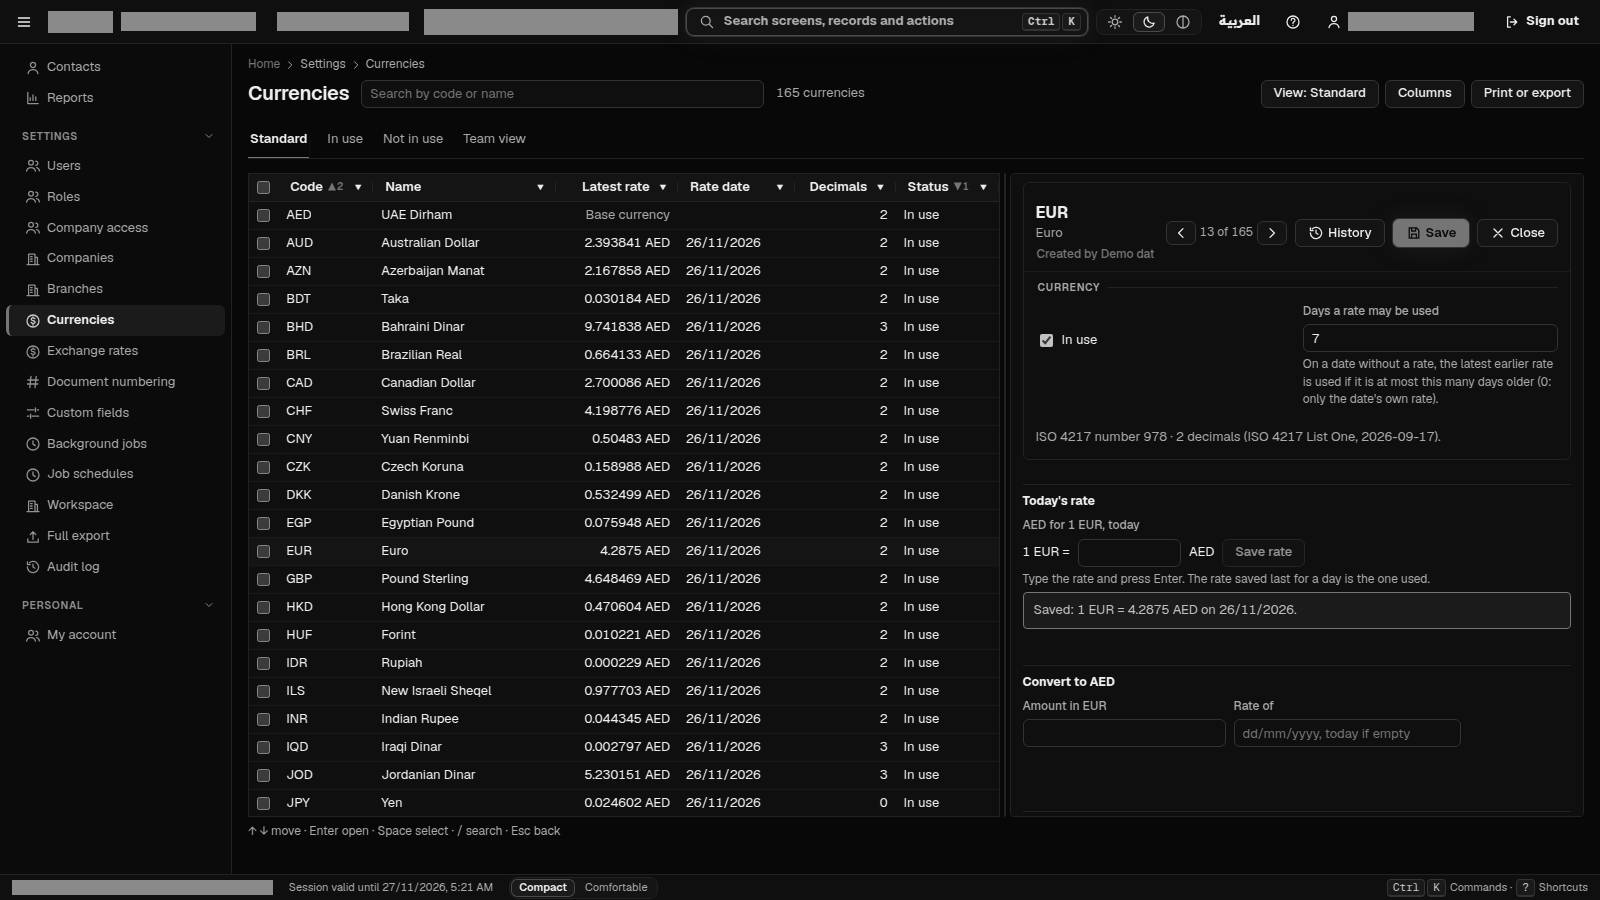 Search screens, records and actions Ctrl K العربية Sign out
Contacts
Reports
SETTINGS
Users
Roles
Company access
Companies
Branches
Currencies
Exchange rates
Document numbering
Custom fields
Background jobs
Job schedules
Workspace
Full export
Audit log
PERSONAL
My account
Home > Settings > Currencies
Currencies Search by code or name 165 currencies View: Standard Columns Print or export
Standard In use Not in use Team view
Code ▲2 ▼ Name ▼ Latest rate ▼ Rate date ▼ Decimals ▼ Status ▼1 ▼
AED UAE Dirham Base currency 2 In use
AUD Australian Dollar 2.393841 AED 26/11/2026 2 In use
AZN Azerbaijan Manat 2.167858 AED 26/11/2026 2 In use
BDT Taka 0.030184 AED 26/11/2026 2 In use
BHD Bahraini Dinar 9.741838 AED 26/11/2026 3 In use
BRL Brazilian Real 0.664133 AED 26/11/2026 2 In use
CAD Canadian Dollar 2.700086 AED 26/11/2026 2 In use
CHF Swiss Franc 4.198776 AED 26/11/2026 2 In use
CNY Yuan Renminbi 0.50483 AED 26/11/2026 2 In use
CZK Czech Koruna 0.158988 AED 26/11/2026 2 In use
DKK Danish Krone 0.532499 AED 26/11/2026 2 In use
EGP Egyptian Pound 0.075948 AED 26/11/2026 2 In use
EUR Euro 4.2875 AED 26/11/2026 2 In use
GBP Pound Sterling 4.648469 AED 26/11/2026 2 In use
HKD Hong Kong Dollar 0.470604 AED 26/11/2026 2 In use
HUF Forint 0.010221 AED 26/11/2026 2 In use
IDR Rupiah 0.000229 AED 26/11/2026 2 In use
ILS New Israeli Sheqel 0.977703 AED 26/11/2026 2 In use
INR Indian Rupee 0.044345 AED 26/11/2026 2 In use
IQD Iraqi Dinar 0.002797 AED 26/11/2026 3 In use
JOD Jordanian Dinar 5.230151 AED 26/11/2026 3 In use
JPY Yen 0.024602 AED 26/11/2026 0 In use
↑↓ move · Enter open · Space select · / search · Esc back
EUR
Euro
Created by Demo dat
13 of 165 History Save Close
CURRENCY
In use
Days a rate may be used
7
On a date without a rate, the latest earlier rate
is used if it is at most this many days older (0:
only the date's own rate).
ISO 4217 number 978 · 2 decimals (ISO 4217 List One, 2026-09-17).
Today's rate
AED for 1 EUR, today
1 EUR = AED Save rate
Type the rate and press Enter. The rate saved last for a day is the one used.
Saved: 1 EUR = 4.2875 AED on 26/11/2026.
Convert to AED
Amount in EUR Rate of
dd/mm/yyyy, today if empty
Session valid until 27/11/2026, 5:21 AM Compact Comfortable Ctrl K Commands · ? Shortcuts